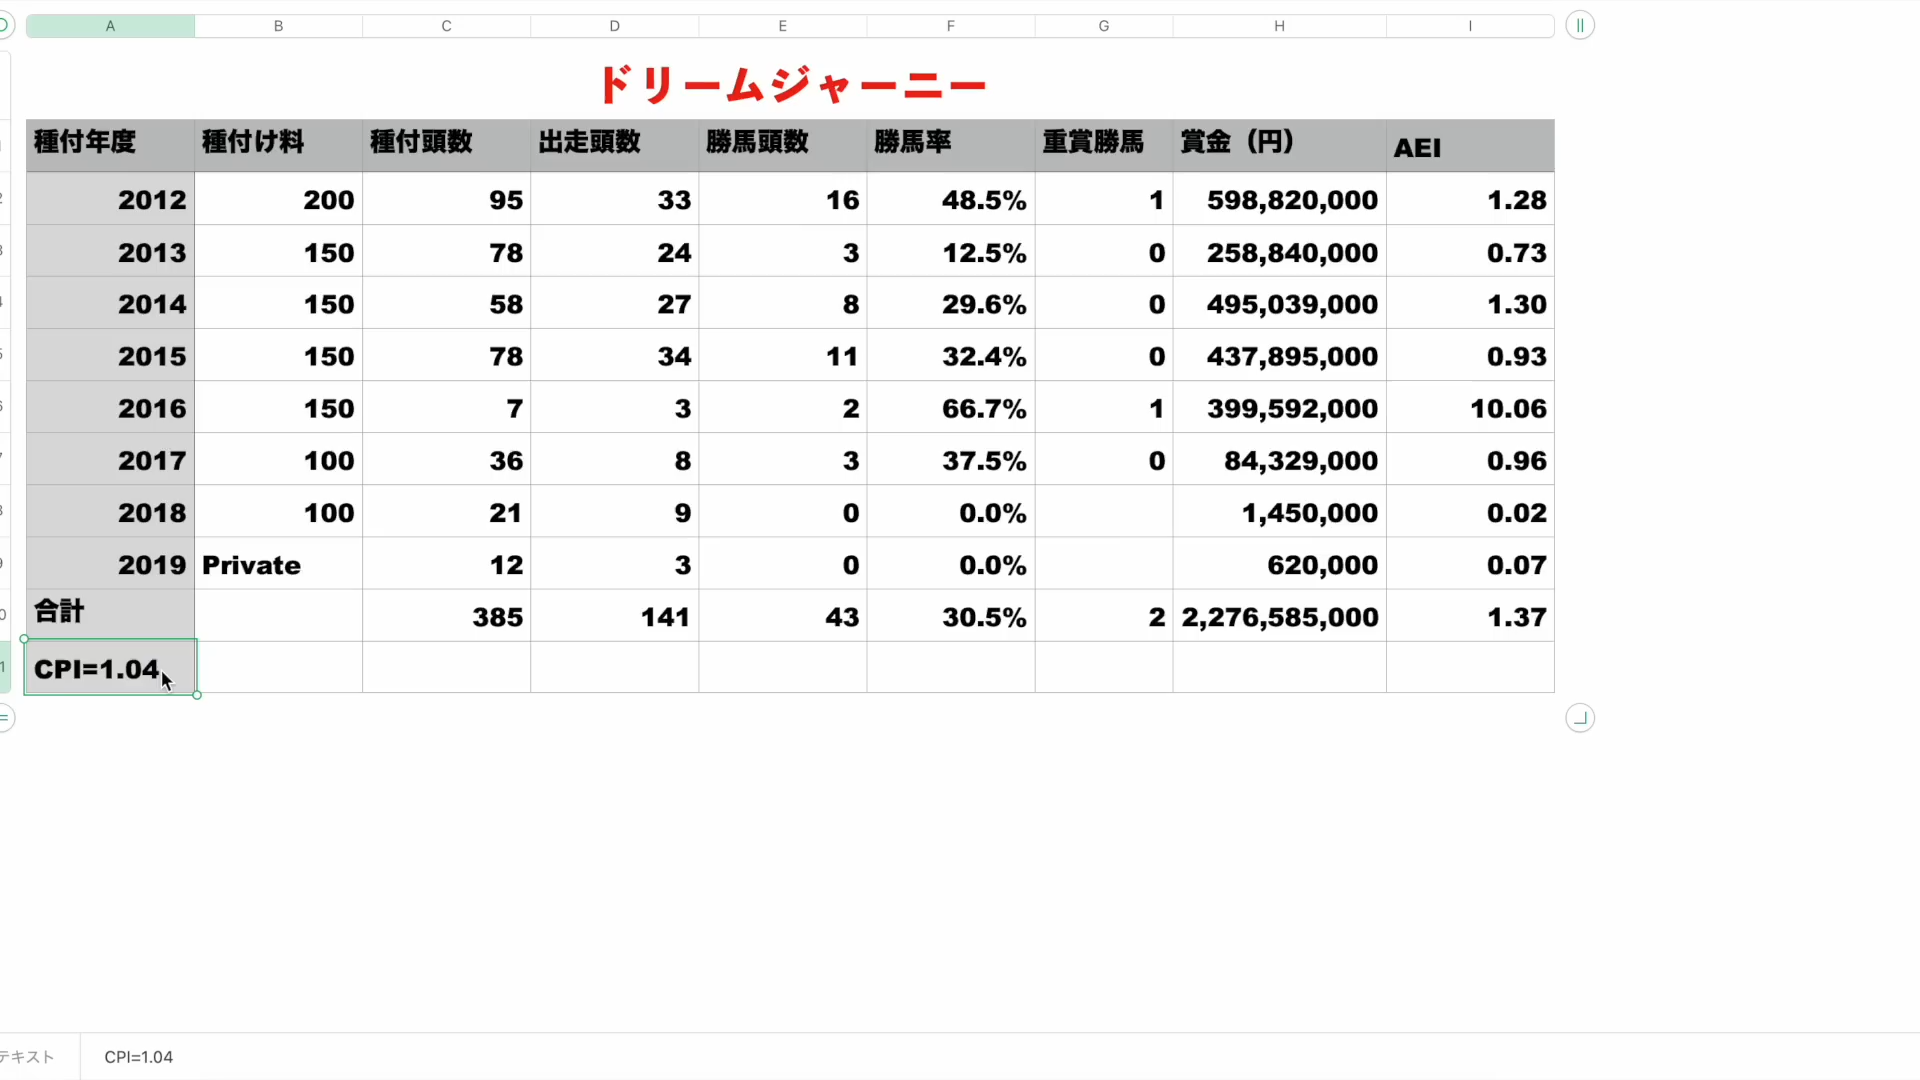 A B C D E F G H I
ドリームジャーニー
種付年度 種付け料 種付頭数 出走頭数 勝馬頭数 勝馬率 重賞勝馬 賞金（円） AEI
2012 200 95 33 16 48.5% 1 598,820,000 1.28
2013 150 78 24 3 12.5% 0 258,840,000 0.73
2014 150 58 27 8 29.6% 0 495,039,000 1.30
2015 150 78 34 11 32.4% 0 437,895,000 0.93
2016 150 7 3 2 66.7% 1 399,592,000 10.06
2017 100 36 8 3 37.5% 0 84,329,000 0.96
2018 100 21 9 0 0.0% 1,450,000 0.02
2019 Private 12 3 0 0.0% 620,000 0.07
合計 385 141 43 30.5% 2 2,276,585,000 1.37
CPI=1.04
テキスト CPI=1.04